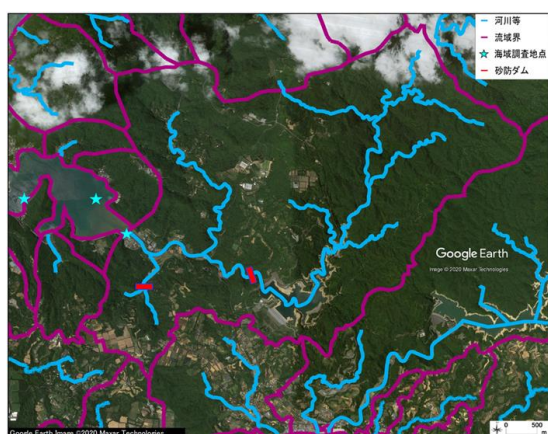 河川等
流域界
海域調査地点
砂防ダム
Google Earth
Image © 2020 Maxar Technologies
Google Earth Image ©2020 Maxar Technologies
0 500
m